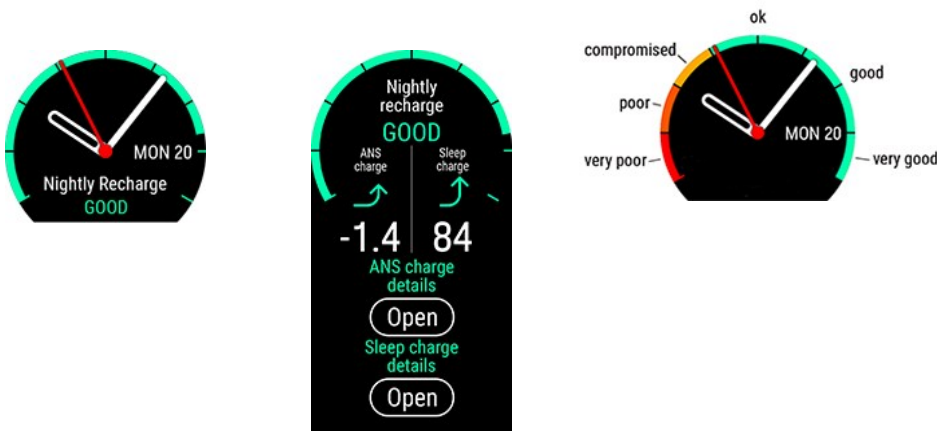 MON 20
Nightly Recharge
GOOD
Nightly
recharge
GOOD
ANS
charge
Sleep
charge
-1.4
84
ANS charge
details
Open
Sleep charge
details
Open
ok
compromised
good
poor
MON 20
very poor
very good